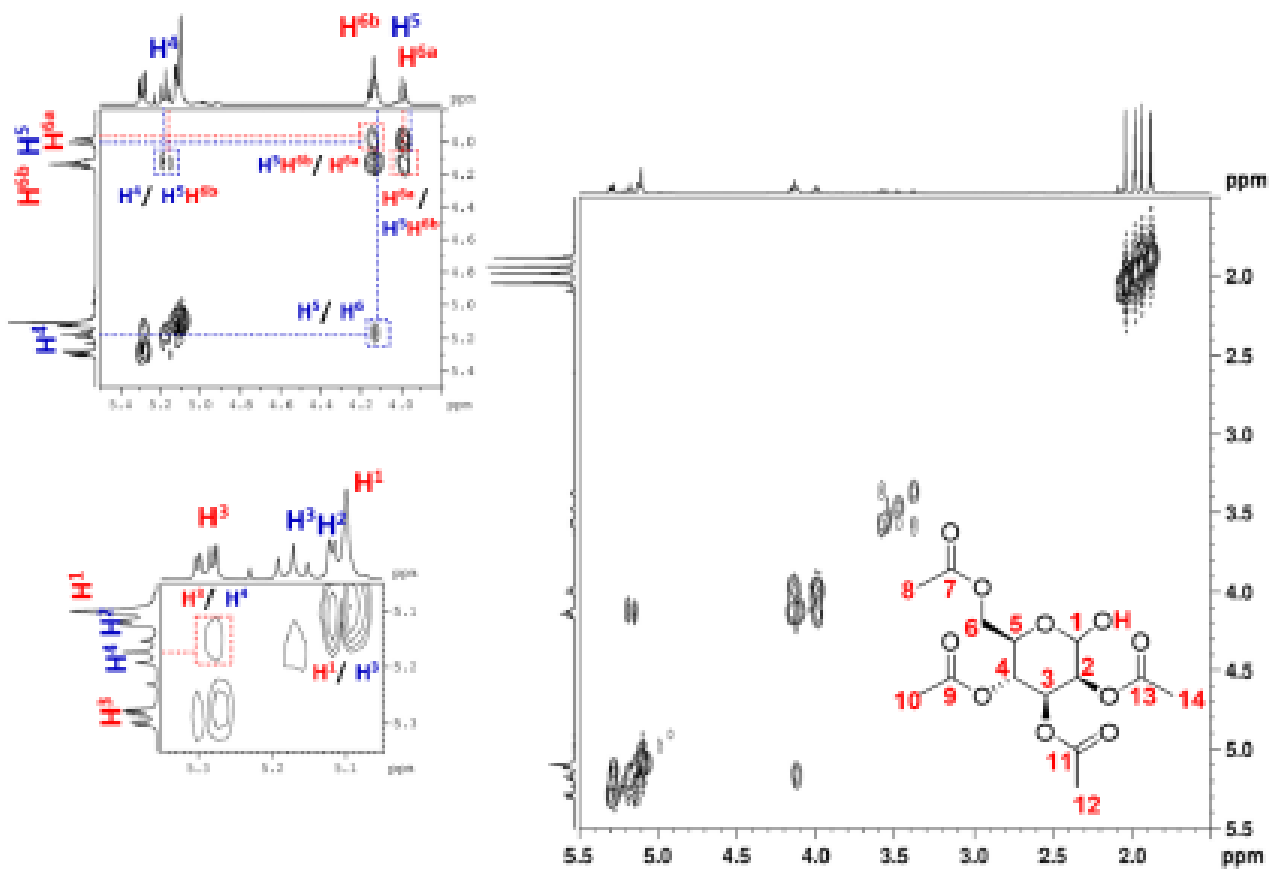 H⁶ᵇ H⁵
H⁴
H⁶ᵃ
ppm
H⁶ᵇ H⁵ H⁶ᵃ
4.0
H⁵H⁶ᵇ/ H⁶ᵃ
4.2
H⁴/ H⁵H⁶ᵇ
H⁶ᵃ/
H⁵H⁶ᵇ
4.4
4.6
4.8
H⁵/ H⁶
5.0
H⁴
5.2
5.4
5.4 5.2 5.0 4.8 4.6 4.4 4.2 4.0 ppm
H¹
H³
H³ H²
ppm
H¹
H²
H⁴
H³
H³/ H⁴
5.1
5.2
H¹/ H³
5.3
5.3 5.2 5.1 ppm
ppm
2.0
2.5
3.0
3.5
4.0
4.5
5.0
5.5
O
8 7 O
6 5 O 1 OH
O 4 2 O
3
10 9 O O 13 14
O O
11
12
5.5 5.0 4.5 4.0 3.5 3.0 2.5 2.0 ppm